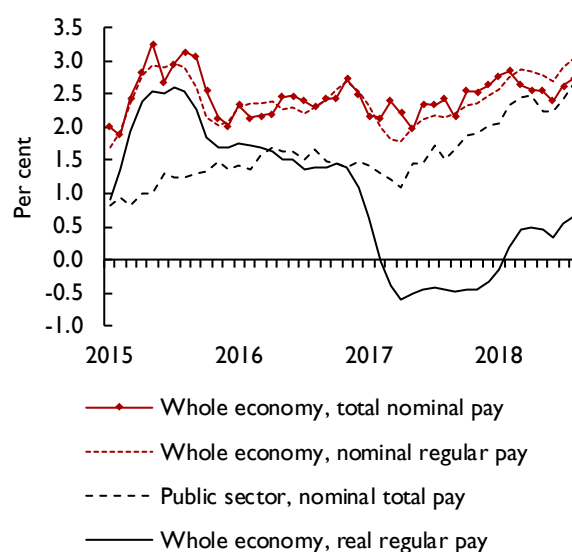 Per cent
3.5
3.0
2.5
2.0
1.5
1.0
0.5
0.0
-0.5
-1.0
2015 2016 2017 2018
Whole economy, total nominal pay
Whole economy, nominal regular pay
Public sector, nominal total pay
Whole economy, real regular pay